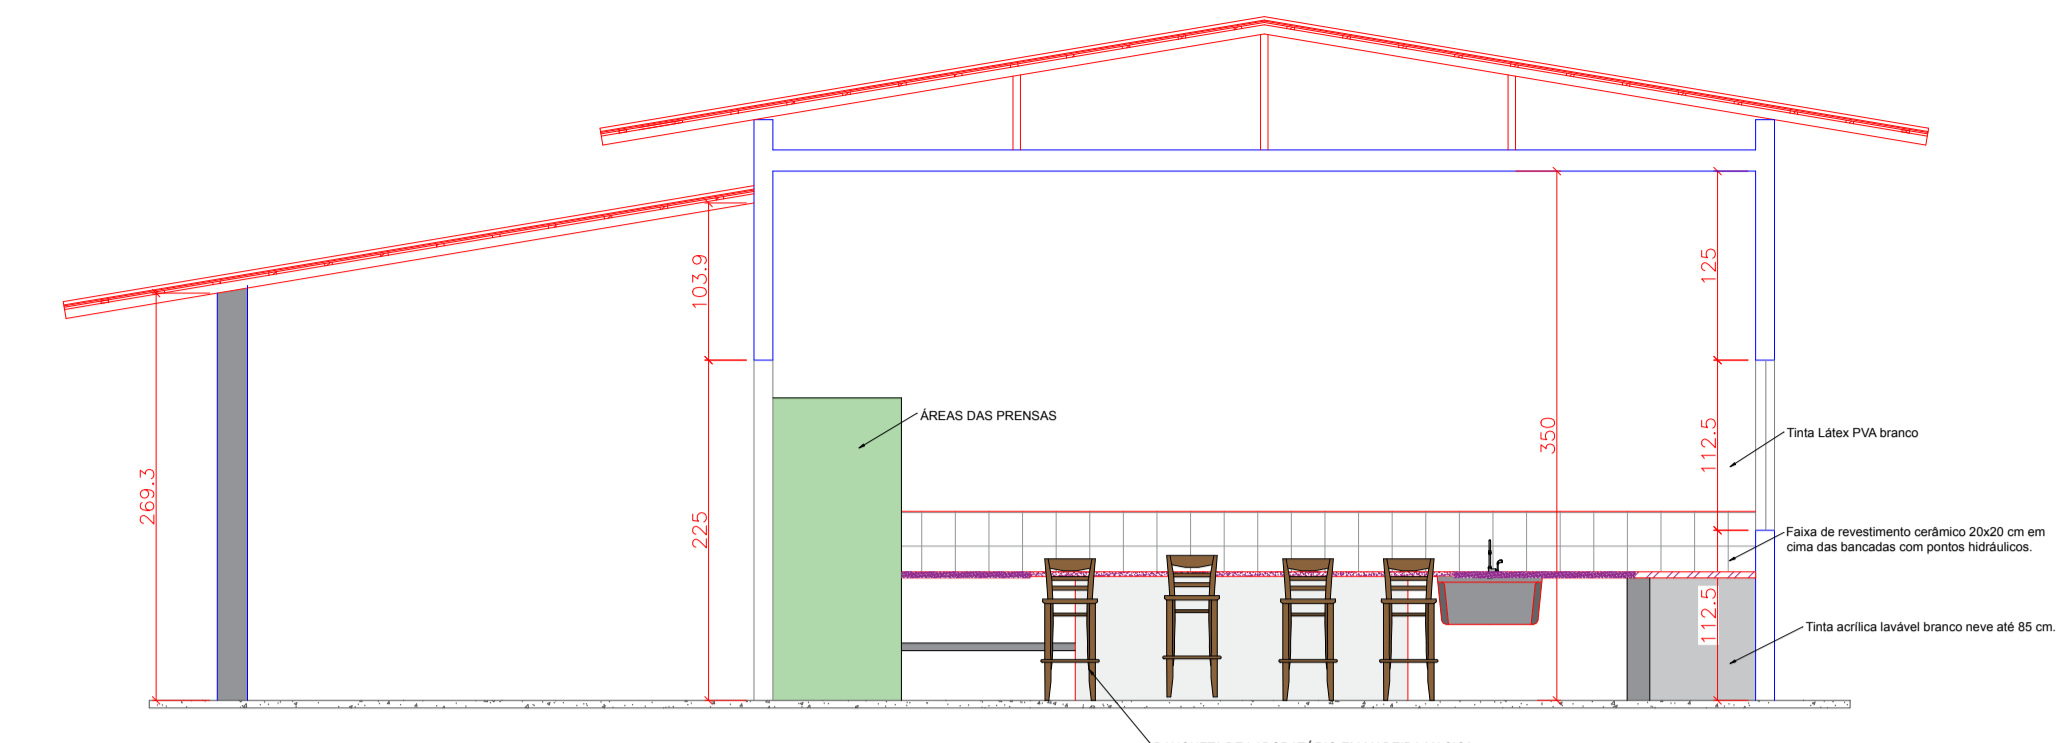 103.9
125
ÁREAS DAS PRENSAS
350
112.5
Tinta Látex PVA branco
269.3
225
Faixa de revestimento cerâmico 20x20 cm em
cima das bancadas com pontos hidráulicos.
112.5
Tinta acrílica lavável branco neve até 85 cm.